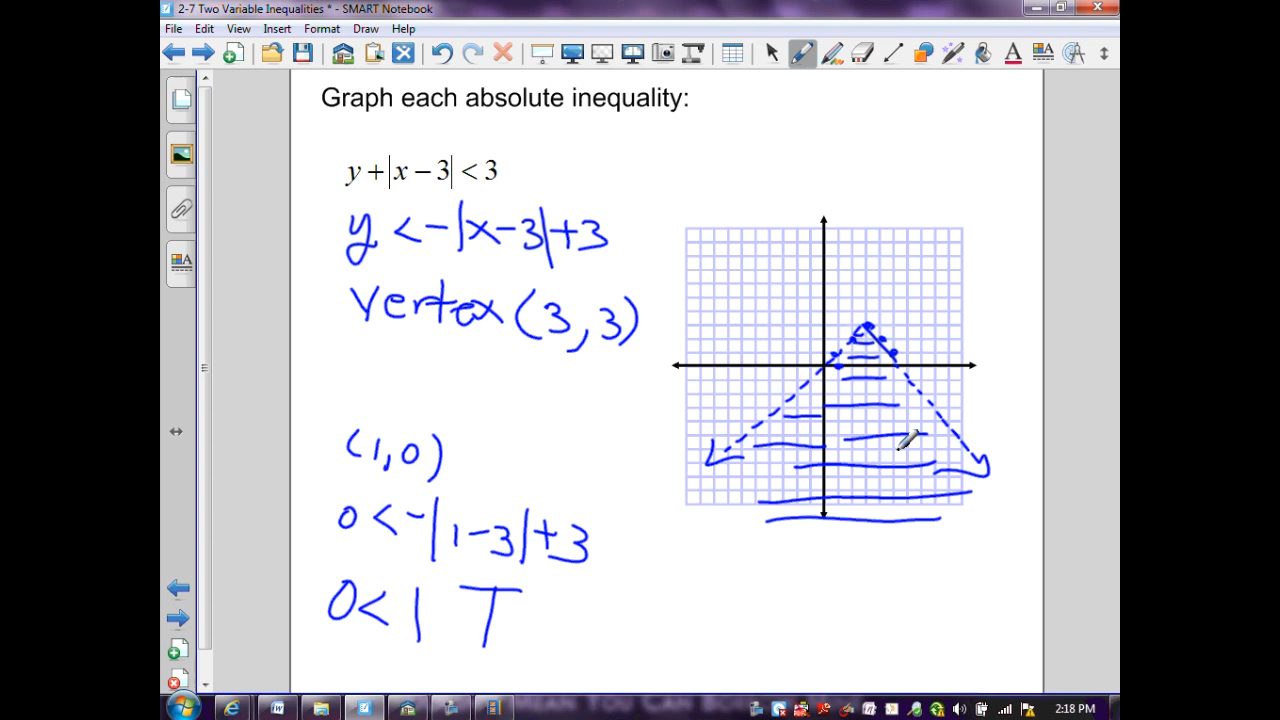 2-7 Two Variable Inequalities * - SMART Notebook
File Edit View Insert Format Draw Help
Graph each absolute inequality:
y + |x − 3| < 3
y < -|x-3|+3
Vertex (3,3)
(1,0)
0 < -|1-3|+3
0 < 1 T
2:18 PM